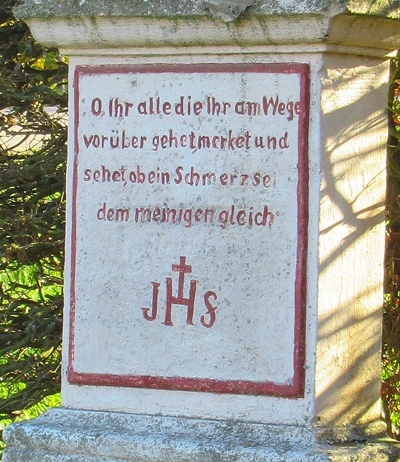 O, Ihr alle die Ihr am Wege
vorüber gehet, merket und
sehet, ob ein Schmerz sei
dem meinigen gleich
JHS